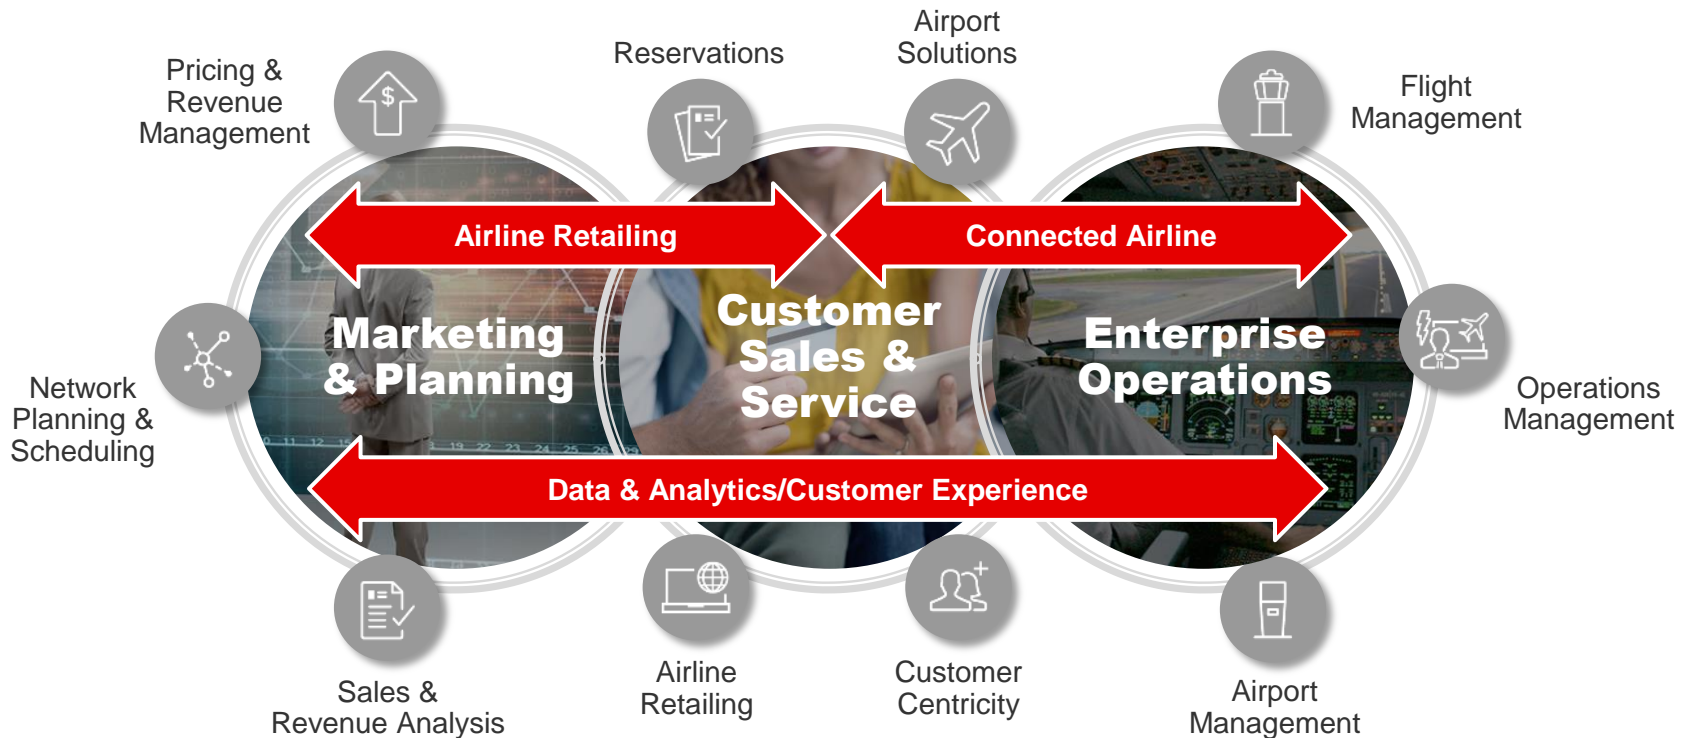 Pricing &
Revenue
Management
Reservations
Airport
Solutions
Flight
Management
$
Airline Retailing
Connected Airline
Marketing
& Planning
Customer
Sales &
Service
Enterprise
Operations
Network
Planning &
Scheduling
Operations
Management
Data & Analytics/Customer Experience
Sales &
Revenue Analysis
Airline
Retailing
Customer
Centricity
Airport
Management